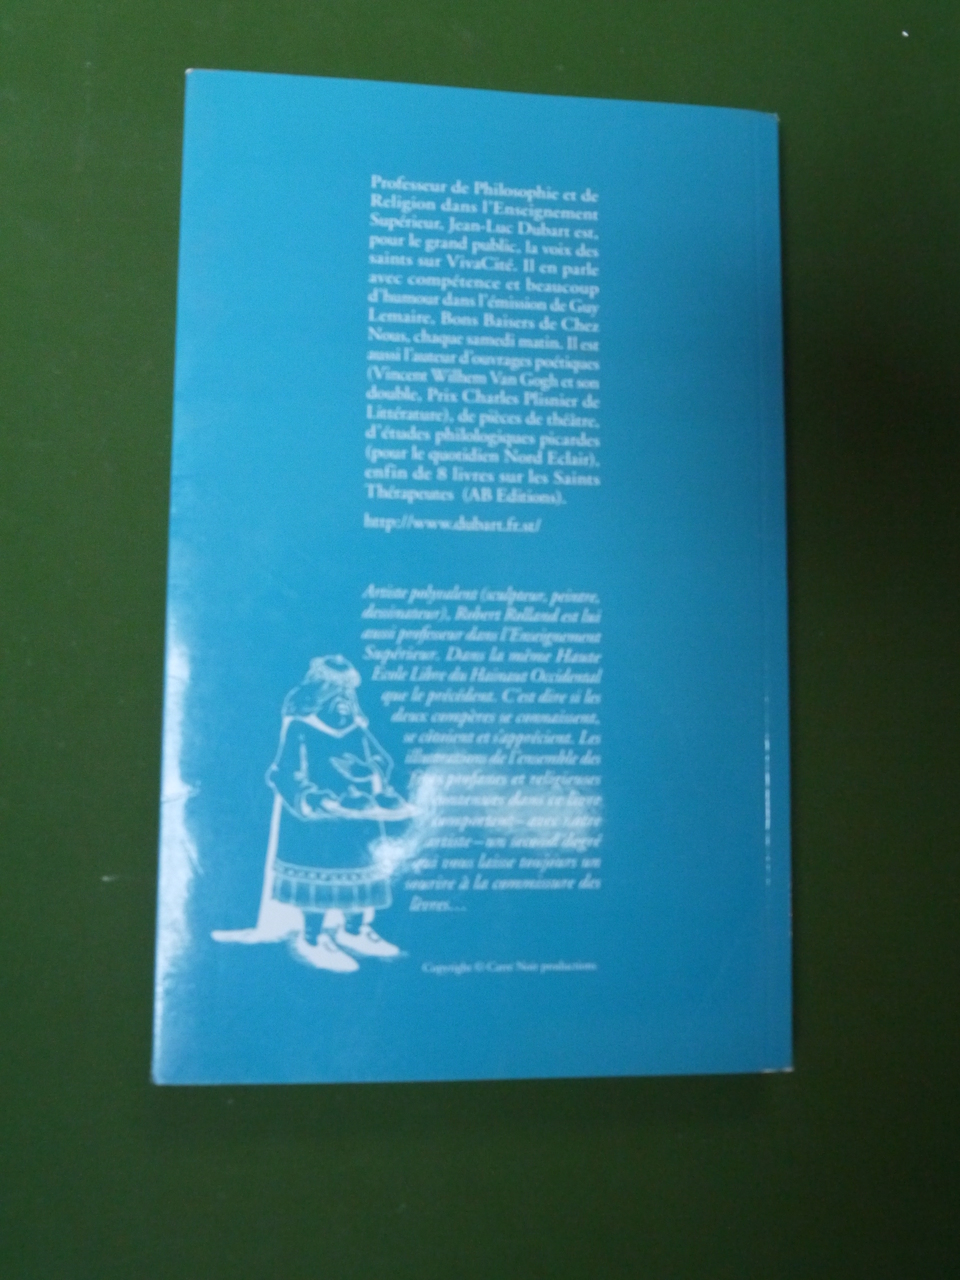 Professeur de Philosophie et de
Religion dans l'Enseignement
Supérieur, Jean-Luc Dubart est,
pour le grand public, la voix des
saints sur VivaCité. Il en parle
avec compétence et beaucoup
d'humour dans l'émission de Guy
Lemaire, Bons Baisers de Chez
Nous, chaque samedi matin. Il est
aussi l'auteur d'ouvrages poétiques
(Vincent Wilhem Van Gogh et son
double, Prix Charles Plisnier de
Littérature), de pièces de théâtre,
d'études philologiques picardes
(pour le quotidien Nord Eclair),
enfin de 8 livres sur les Saints
Thérapeutes (AB Editions).
http://www.dubart.fr.st/
Artiste polyvalent (sculpteur, peintre,
dessinateur), Robert Rolland est lui
aussi professeur dans l'Enseignement
Supérieur. Dans la même Haute
Ecole Libre du Hainaut Occidental
que le précédent. C'est dire si les
deux compères se connaissent,
se côtoient et s'apprécient. Les
illustrations de l'ensemble des
fêtes profanes et religieuses
contenues dans ce livre
comportent – avec notre
artiste – un second degré
qui vous laisse toujours un
sourire à la commissure des
lèvres…
Copyright © Carré Noir productions